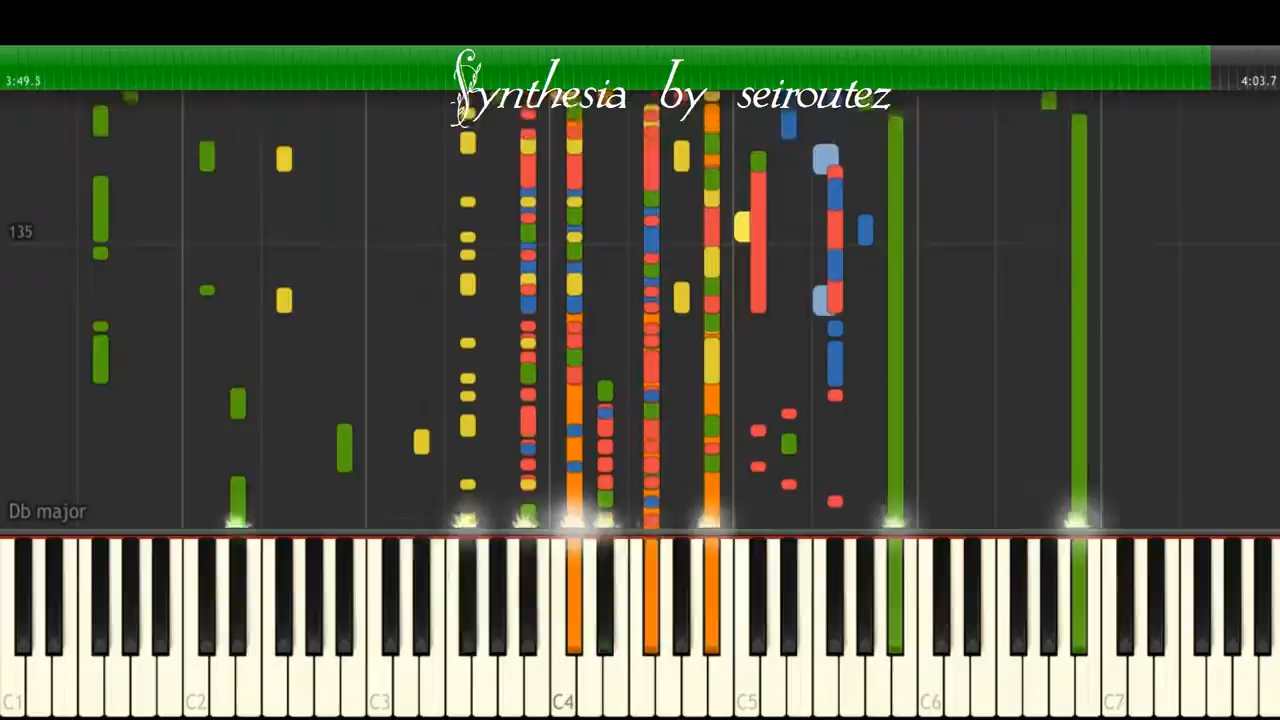 3:49.3
4:03.7
Synthesia by seiroutez
135
Db major
C1 C2 C3 C4 C5 C6 C7